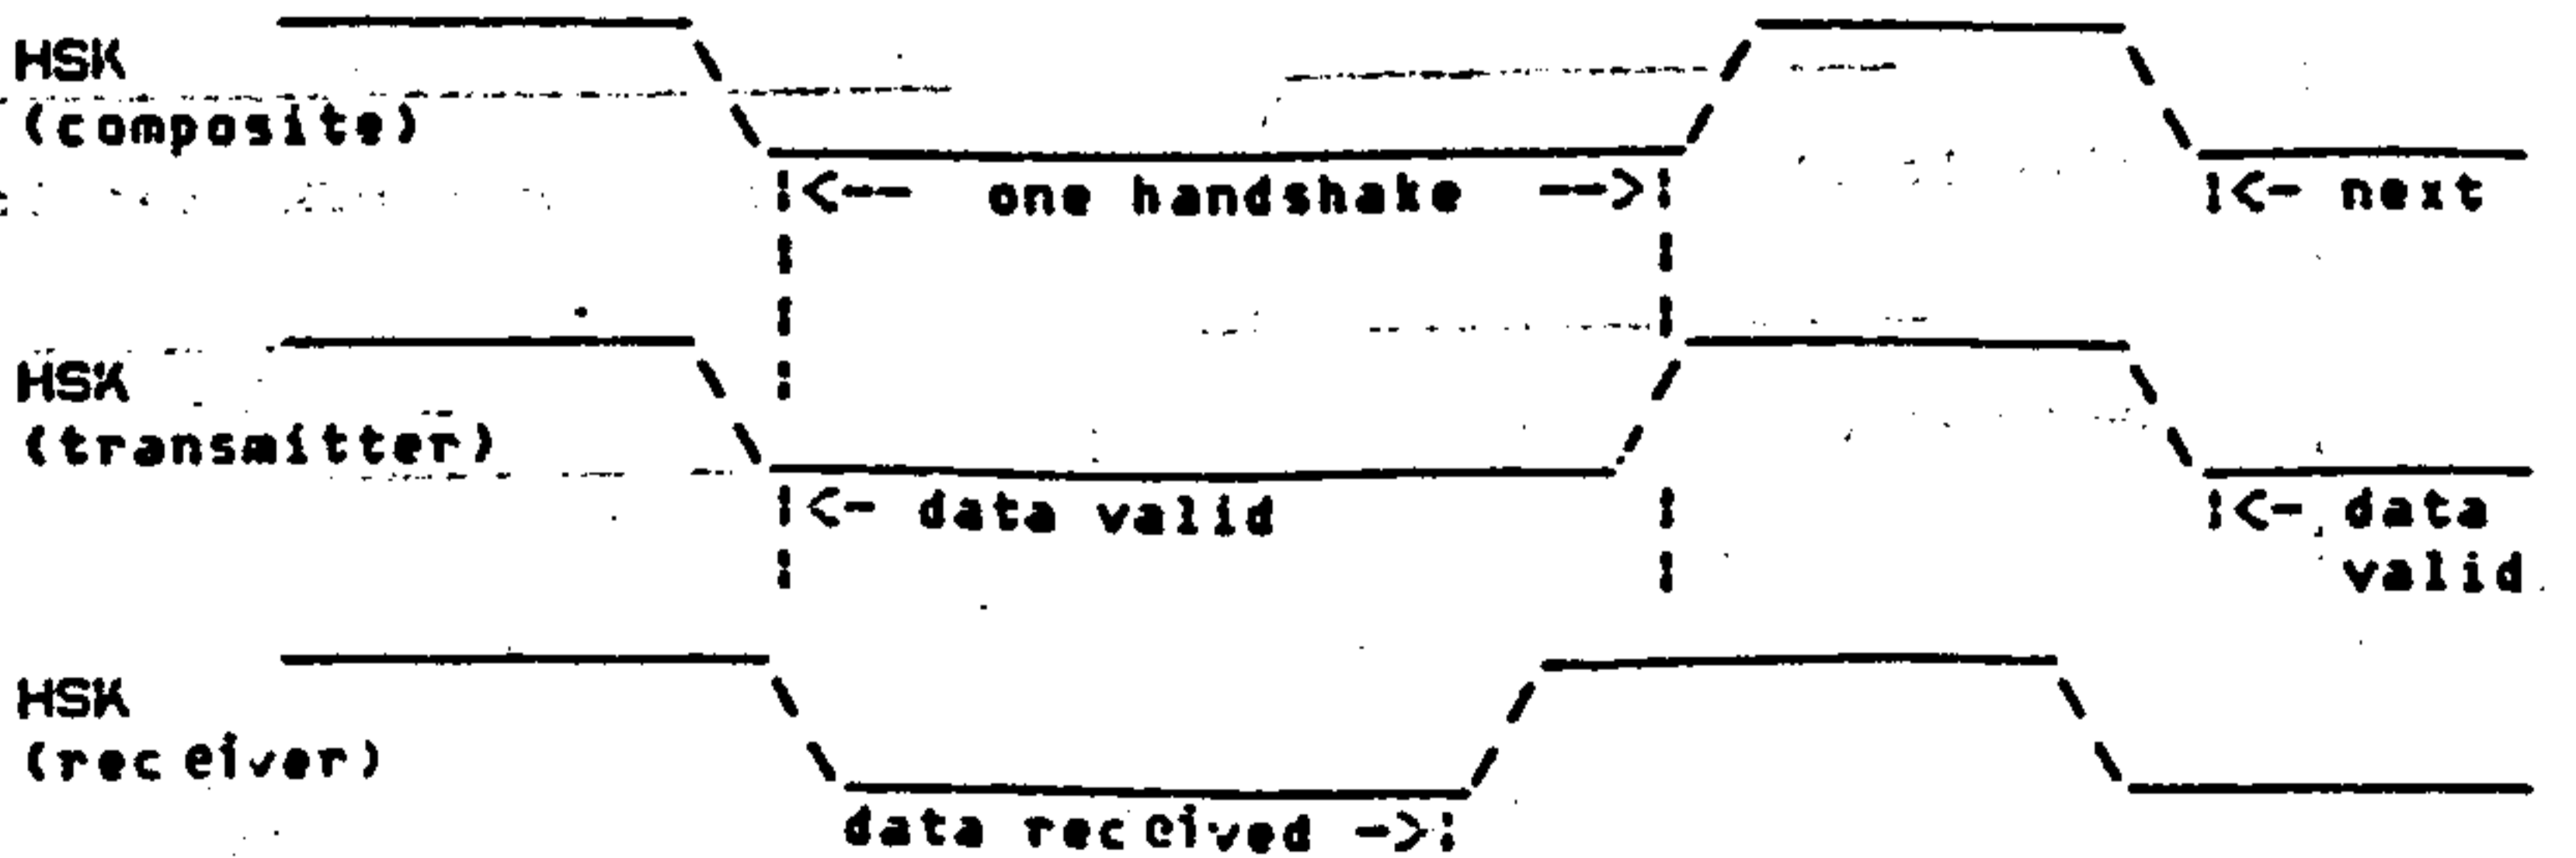 HSK
(composite)
|<-- one handshake -->|
|<- next
HSK
(transmitter)
|<- data valid
|<- data
valid
HSK
(receiver)
data received ->|